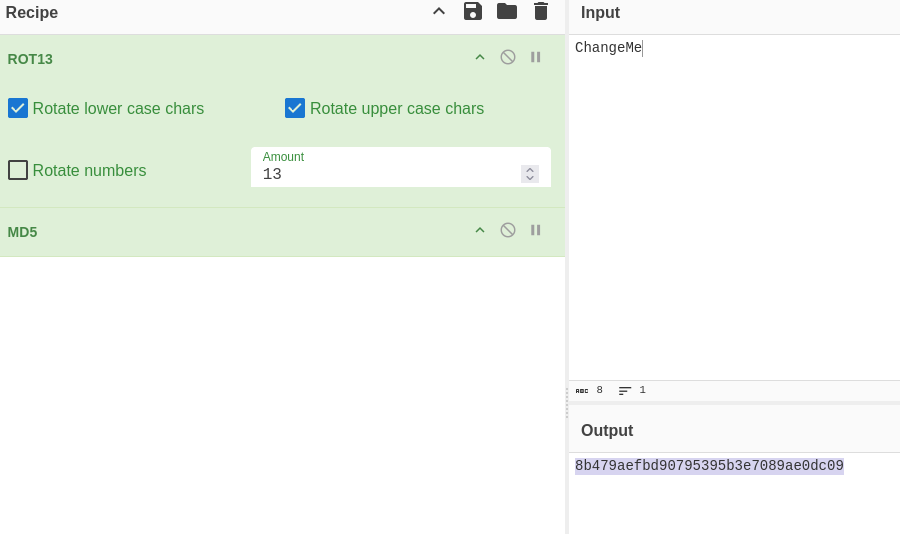 Recipe
ROT13
Rotate lower case chars
Rotate upper case chars
Rotate numbers
Amount
13
MD5
Input
ChangeMe
ABC 8 1
Output
8b479aefbd90795395b3e7089ae0dc09